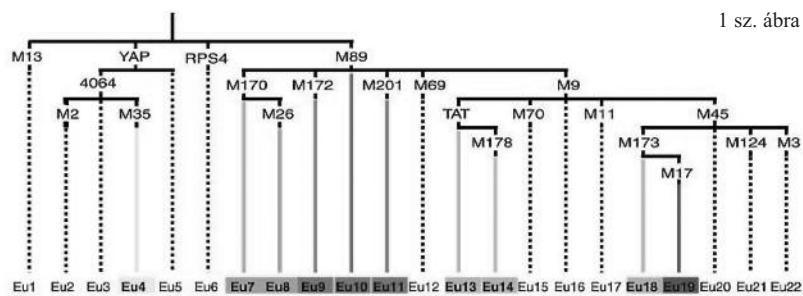 1 sz. ábra
M13 YAP RPS4 M89
4064 M170 M172 M201 M69 M9
M2 M35 M26 TAT M70 M11 M45
M178 M173 M124 M3
M17
Eu1 Eu2 Eu3 Eu4 Eu5 Eu6 Eu7 Eu8 Eu9 Eu10 Eu11 Eu12 Eu13 Eu14 Eu15 Eu16 Eu17 Eu18 Eu19 Eu20 Eu21 Eu22